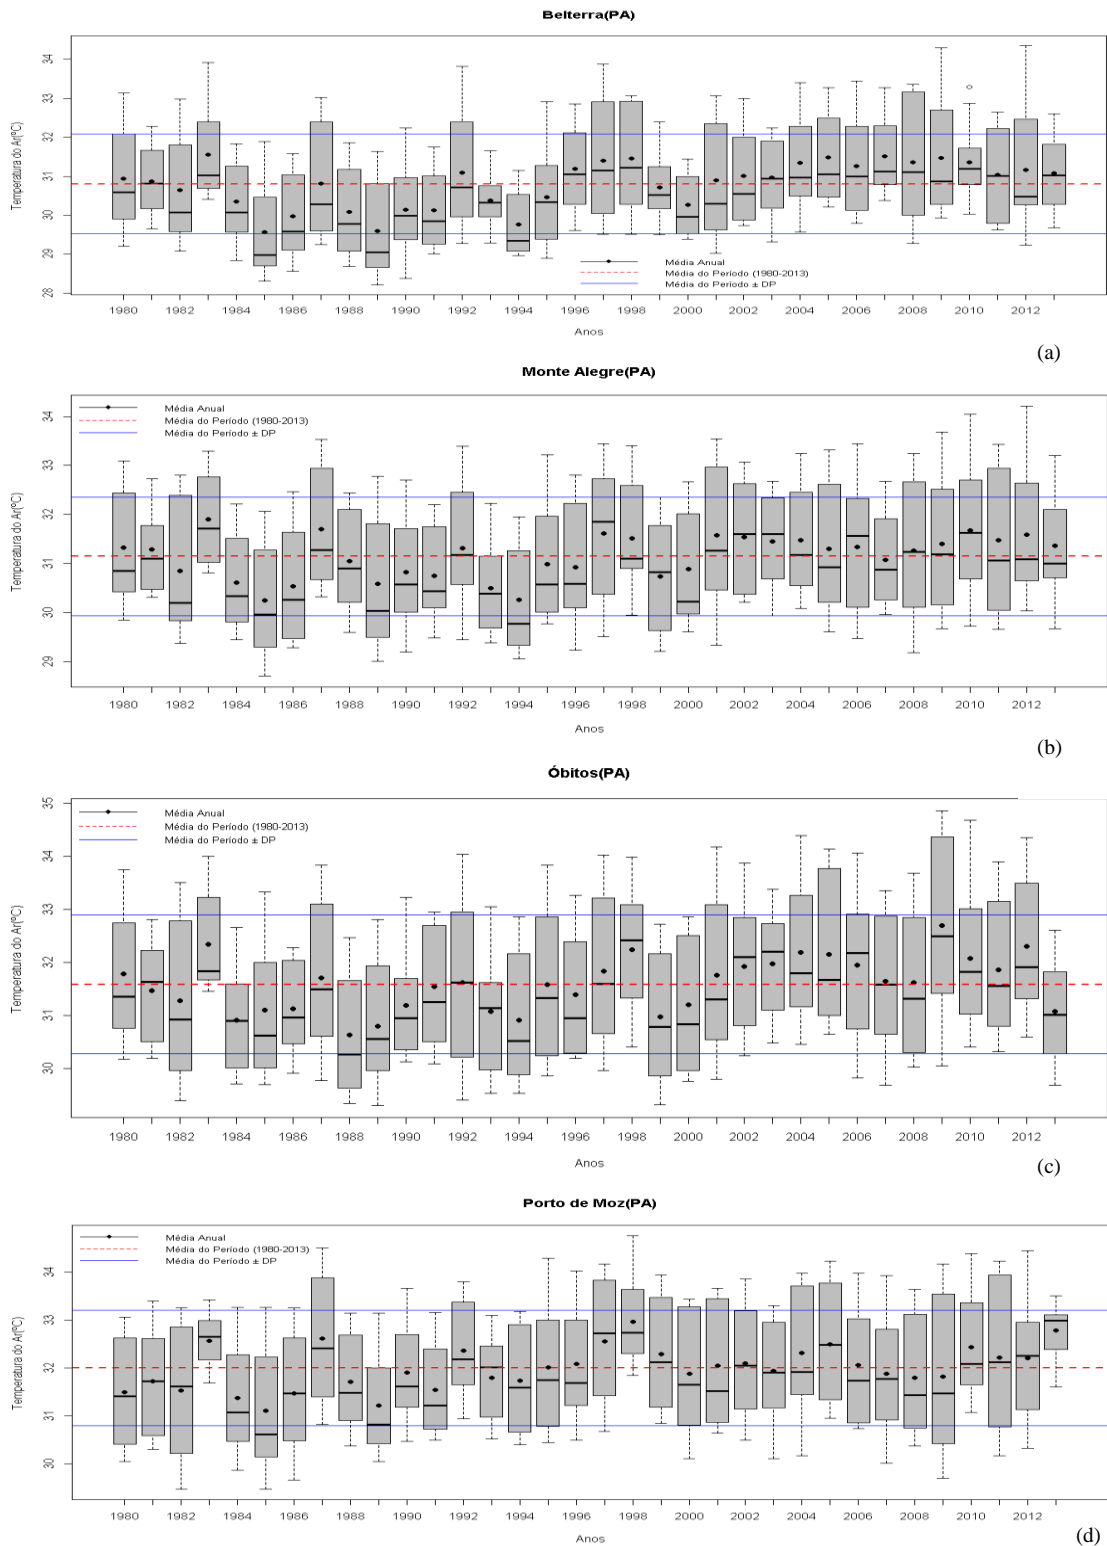 Belterra(PA)
Temperatura do Ar(ºC)
34
33
32
31
30
29
28
Média Anual
Média do Período (1980-2013)
Média do Período ± DP
1980 1982 1984 1986 1988 1990 1992 1994 1996 1998 2000 2002 2004 2006 2008 2010 2012
Anos
(a)
Monte Alegre(PA)
Temperatura do Ar(ºC)
34
33
32
31
30
29
Média Anual
Média do Período (1980-2013)
Média do Período ± DP
1980 1982 1984 1986 1988 1990 1992 1994 1996 1998 2000 2002 2004 2006 2008 2010 2012
Anos
(b)
Óbitos(PA)
Temperatura do Ar(ºC)
35
34
33
32
31
30
Média Anual
Média do Período (1980-2013)
Média do Período ± DP
1980 1982 1984 1986 1988 1990 1992 1994 1996 1998 2000 2002 2004 2006 2008 2010 2012
Anos
(c)
Porto de Moz(PA)
Temperatura do Ar(ºC)
34
33
32
31
30
Média Anual
Média do Período (1980-2013)
Média do Período ± DP
1980 1982 1984 1986 1988 1990 1992 1994 1996 1998 2000 2002 2004 2006 2008 2010 2012
Anos
(d)